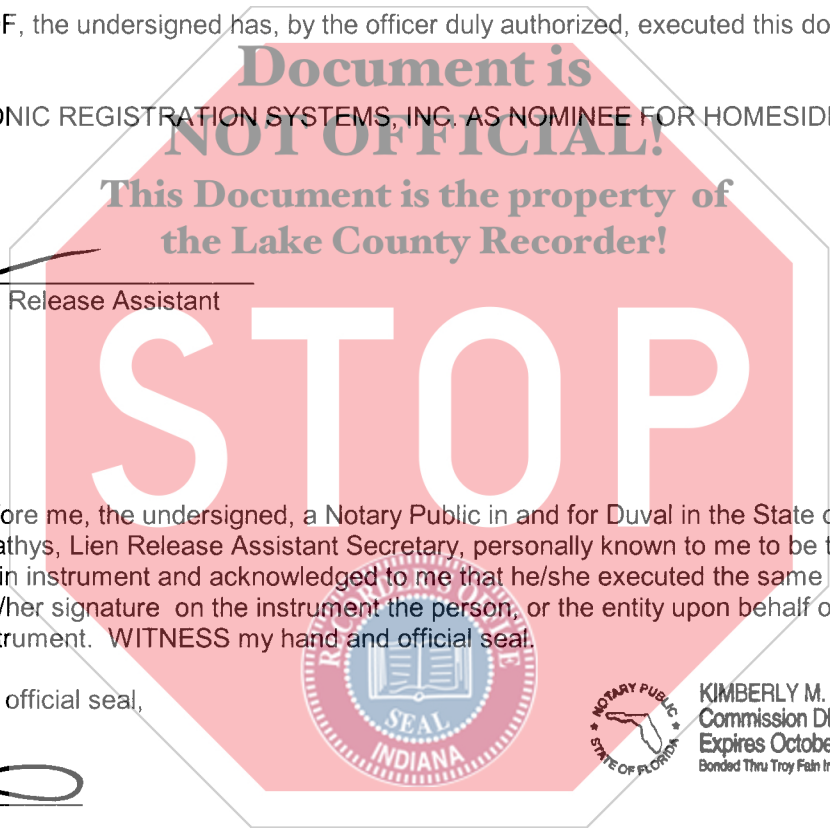 F, the undersigned has, by the officer duly authorized, executed this do
Document is
ONIC REGISTRATION SYSTEMS, INC. AS NOMINEE FOR HOMESID
NOT OFFICIAL!
This Document is the property of
the Lake County Recorder!
Release Assistant
STOP
ore me, the undersigned, a Notary Public in and for Duval in the State
athys, Lien Release Assistant Secretary, personally known to me to be
in instrument and acknowledged to me that he/she executed the same
/her signature on the instrument the person, or the entity upon behalf o
trument. WITNESS my hand and official seal.
RECORDER'S OFFICE
SEAL
INDIANA
official seal,
NOTARY PUBLIC
STATE OF FLORIDA
KIMBERLY M.
Commission D
Expires Octobe
Bonded Thru Troy Fain In